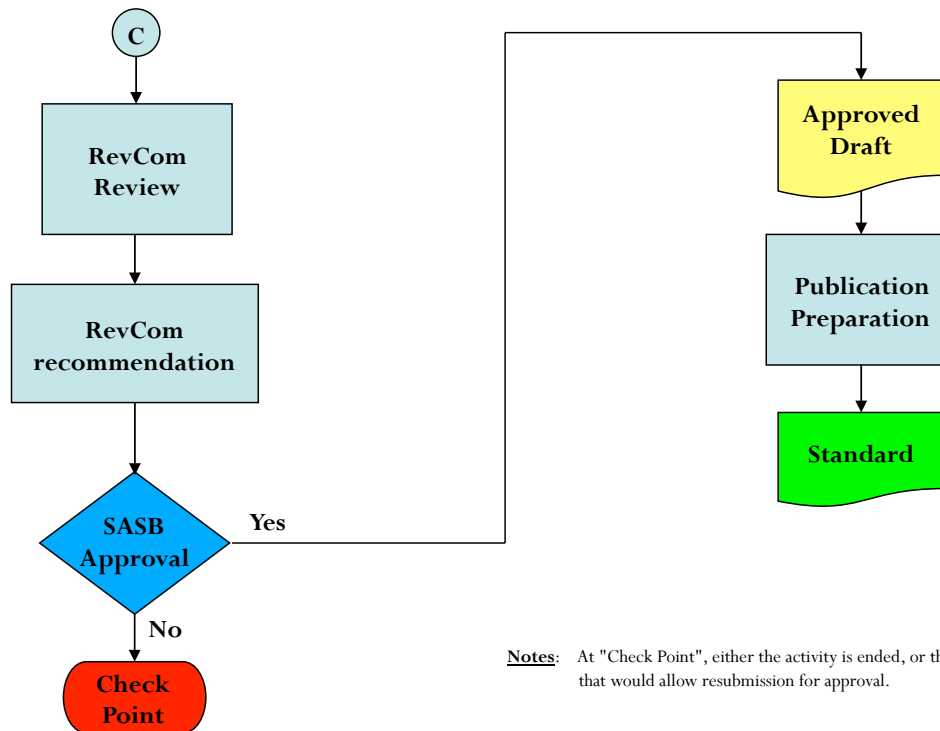 C
RevCom
Review
RevCom
recommendation
SASB
Approval
Yes
No
Check
Point
Approved
Draft
Publication
Preparation
Standard
Notes: At "Check Point", either the activity is ended, or
that would allow resubmission for approval.